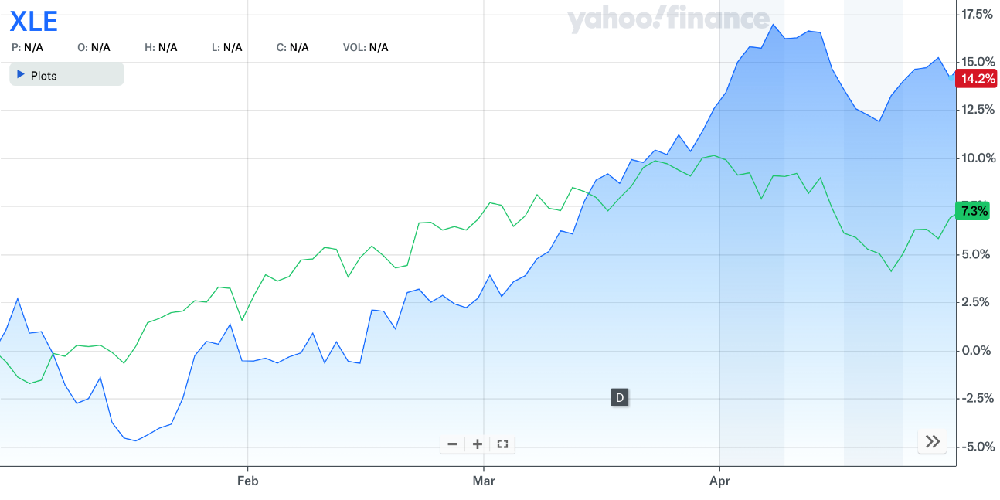 XLE
yahoo!finance
P: N/A O: N/A H: N/A L: N/A C: N/A VOL: N/A
Plots
17.5%
15.0%
14.2%
12.5%
10.0%
7.3%
5.0%
2.5%
0.0%
D
-2.5%
-5.0%
Feb Mar Apr